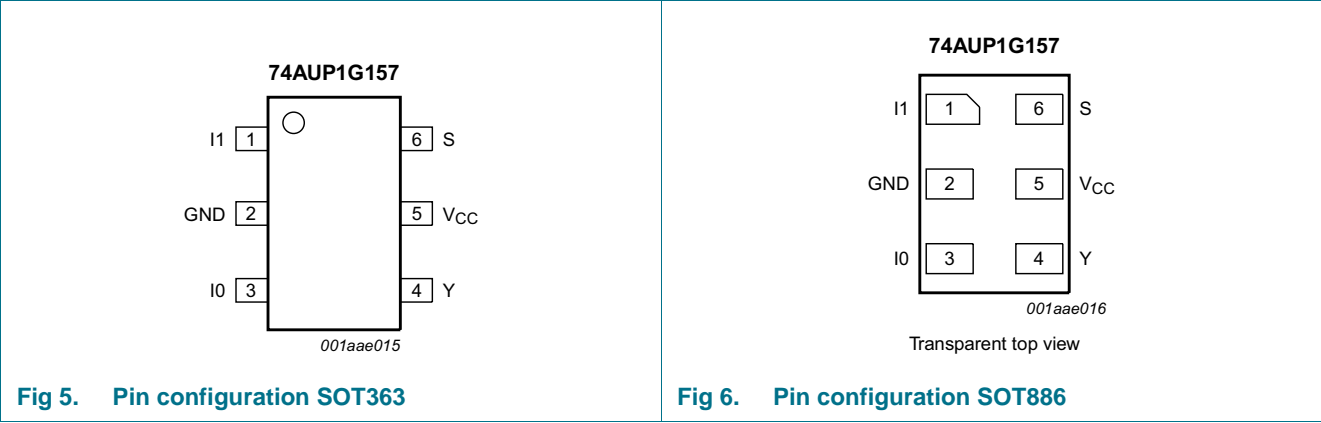 74AUP1G157
I1 1 6 S
GND 2 5 VCC
I0 3 4 Y
001aae015
Fig 5. Pin configuration SOT363
74AUP1G157
I1 1 6 S
GND 2 5 VCC
I0 3 4 Y
001aae016
Transparent top view
Fig 6. Pin configuration SOT886